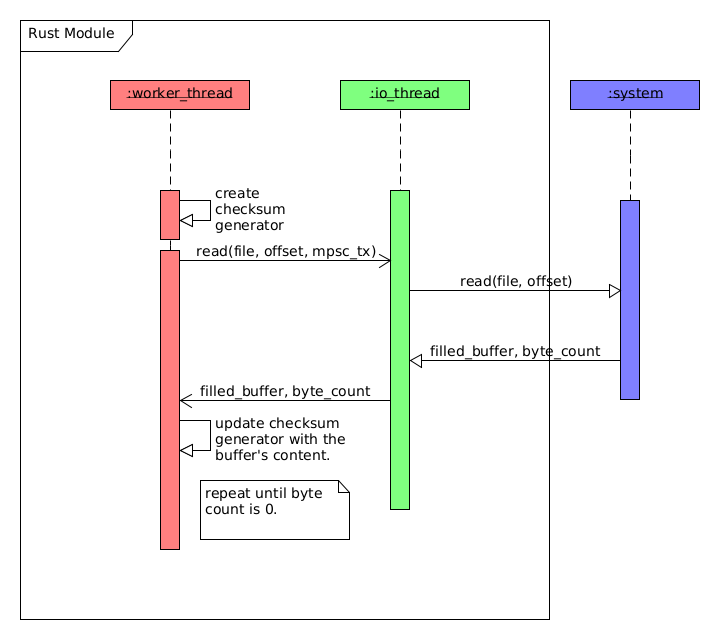 Rust Module
:worker_thread
:io_thread
:system
create
checksum
generator
read(file, offset, mpsc_tx)
read(file, offset)
filled_buffer, byte_count
filled_buffer, byte_count
update checksum
generator with the
buffer's content.
repeat until byte
count is 0.